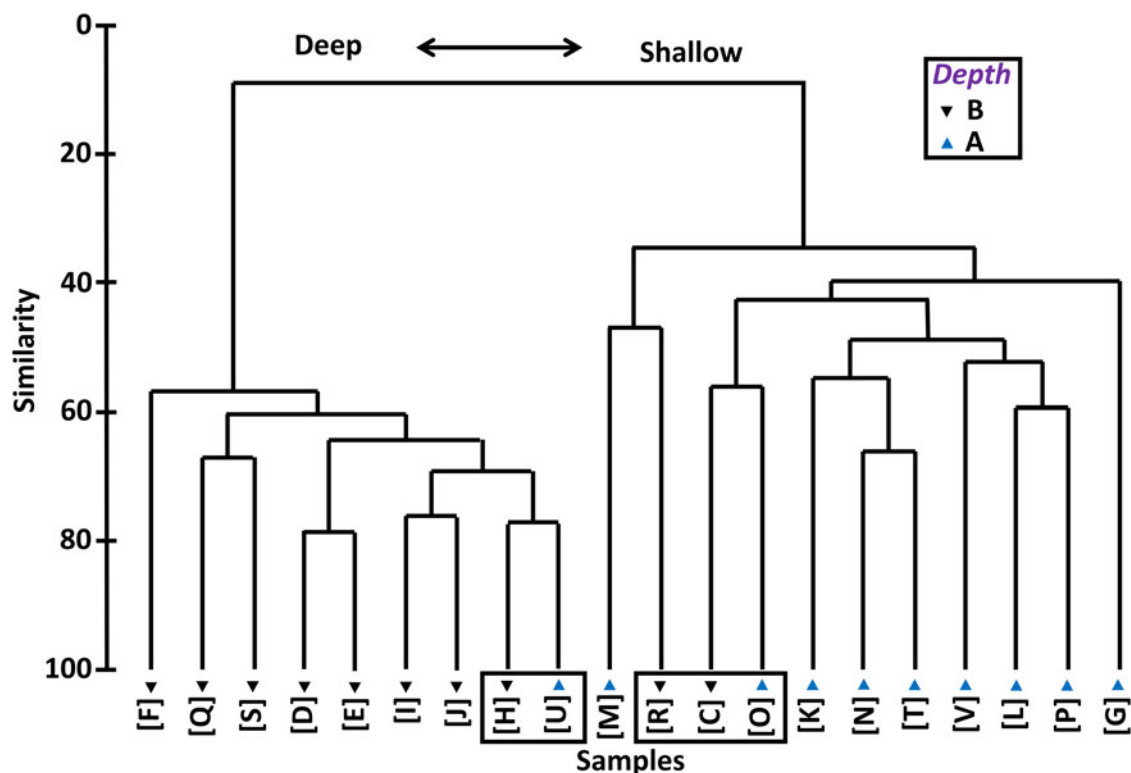 0
Deep Shallow
Depth
B
A
20
40
60
80
100
Similarity
[F] [Q] [S] [D] [E] [I] [J] [H] [U] [M] [R] [C] [O] [K] [N] [T] [V] [L] [P] [G]
Samples